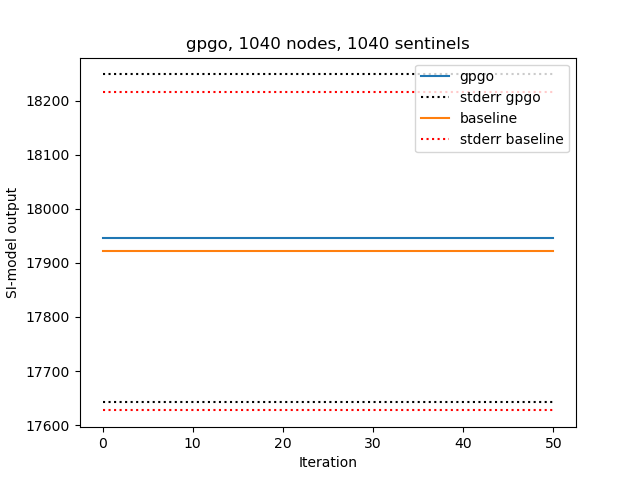 gpgo, 1040 nodes, 1040 sentinels
gpgo
stderr gpgo
baseline
stderr baseline
18200
18100
18000
17900
17800
17700
17600
SI-model output
0 10 20 30 40 50
Iteration